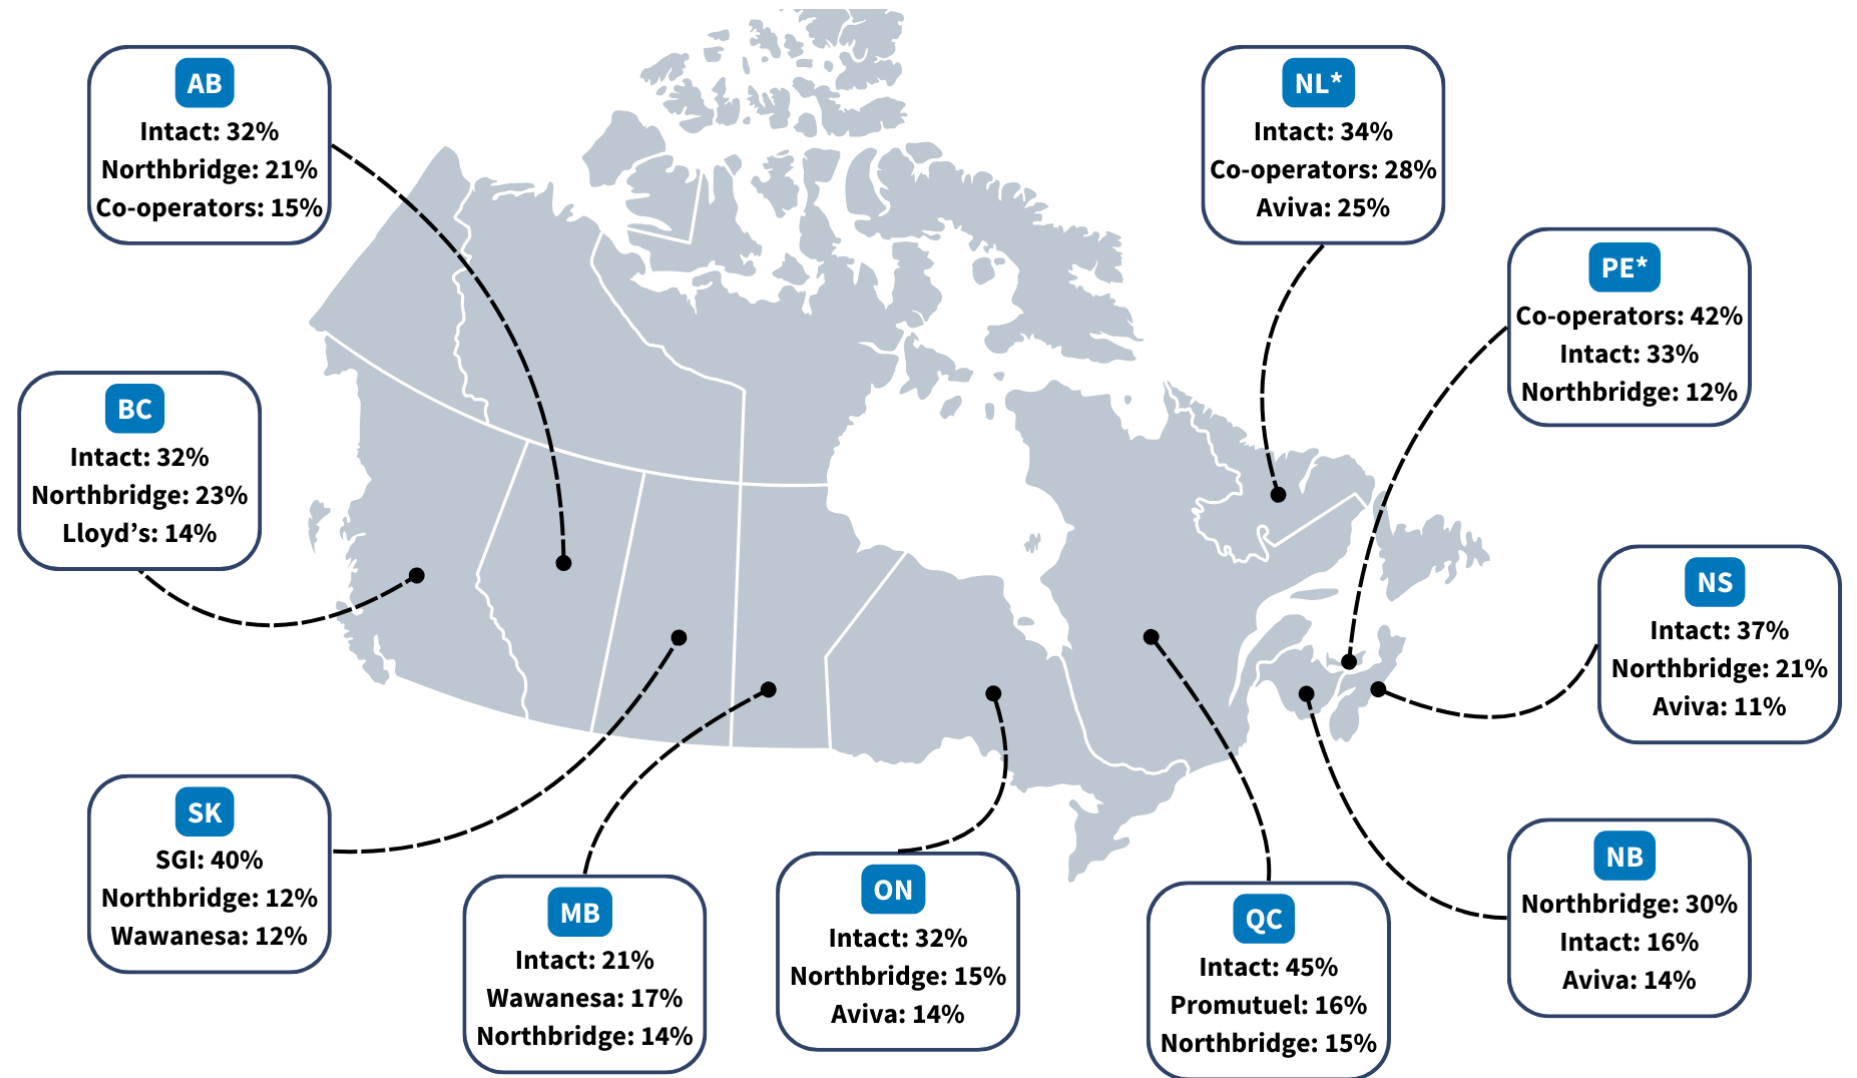 AB
Intact: 32%
Northbridge: 21%
Co-operators: 15%
NL*
Intact: 34%
Co-operators: 28%
Aviva: 25%
PE*
Co-operators: 42%
Intact: 33%
Northbridge: 12%
BC
Intact: 32%
Northbridge: 23%
Lloyd’s: 14%
NS
Intact: 37%
Northbridge: 21%
Aviva: 11%
SK
SGI: 40%
Northbridge: 12%
Wawanesa: 12%
MB
Intact: 21%
Wawanesa: 17%
Northbridge: 14%
ON
Intact: 32%
Northbridge: 15%
Aviva: 14%
QC
Intact: 45%
Promutuel: 16%
Northbridge: 15%
NB
Northbridge: 30%
Intact: 16%
Aviva: 14%